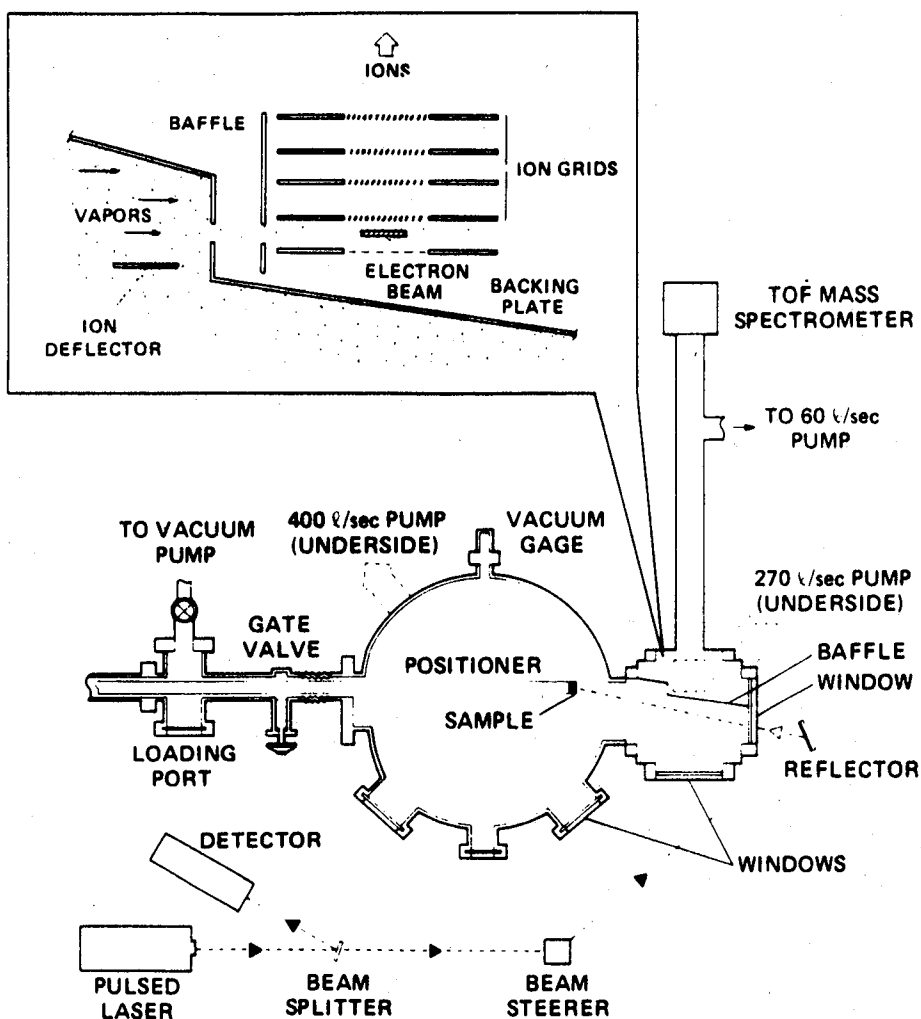 IONS
BAFFLE
ION GRIDS
VAPORS
ELECTRON
BEAM
BACKING
PLATE
ION
DEFLECTOR
TOF MASS
SPECTROMETER
TO 60 ℓ/sec
PUMP
TO VACUUM
PUMP
400 ℓ/sec PUMP
(UNDERSIDE)
VACUUM
GAGE
270 ℓ/sec PUMP
(UNDERSIDE)
GATE
VALVE
POSITIONER
BAFFLE
WINDOW
SAMPLE
LOADING
PORT
REFLECTOR
DETECTOR
WINDOWS
PULSED
LASER
BEAM
SPLITTER
BEAM
STEERER